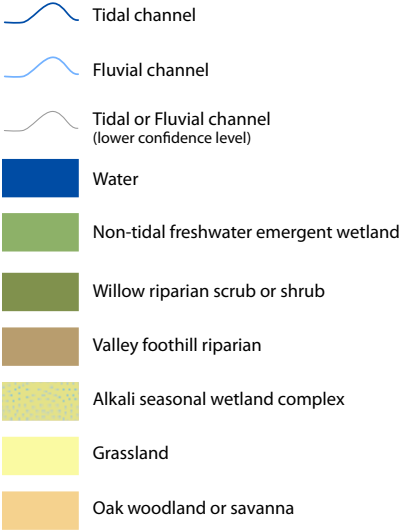 Tidal channel
Fluvial channel
Tidal or Fluvial channel
(lower confidence level)
Water
Non-tidal freshwater emergent wetland
Willow riparian scrub or shrub
Valley foothill riparian
Alkali seasonal wetland complex
Grassland
Oak woodland or savanna